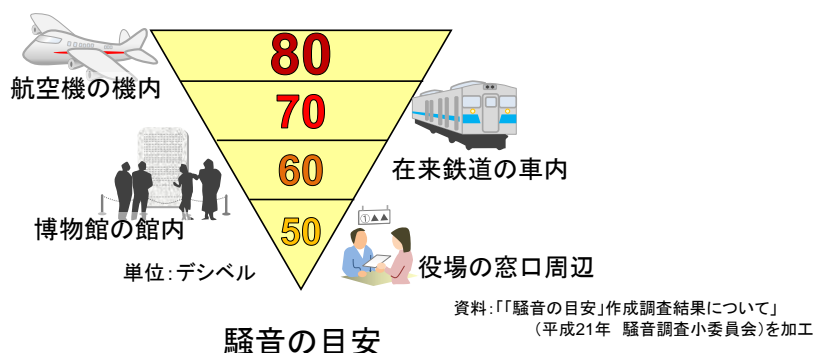 80
航空機の機内
70
在来鉄道の車内
60
博物館の館内
50
①▲▲
役場の窓口周辺
単位：デシベル
資料：「「騒音の目安」作成調査結果について」
（平成21年　騒音調査小委員会）を加工
騒音の目安